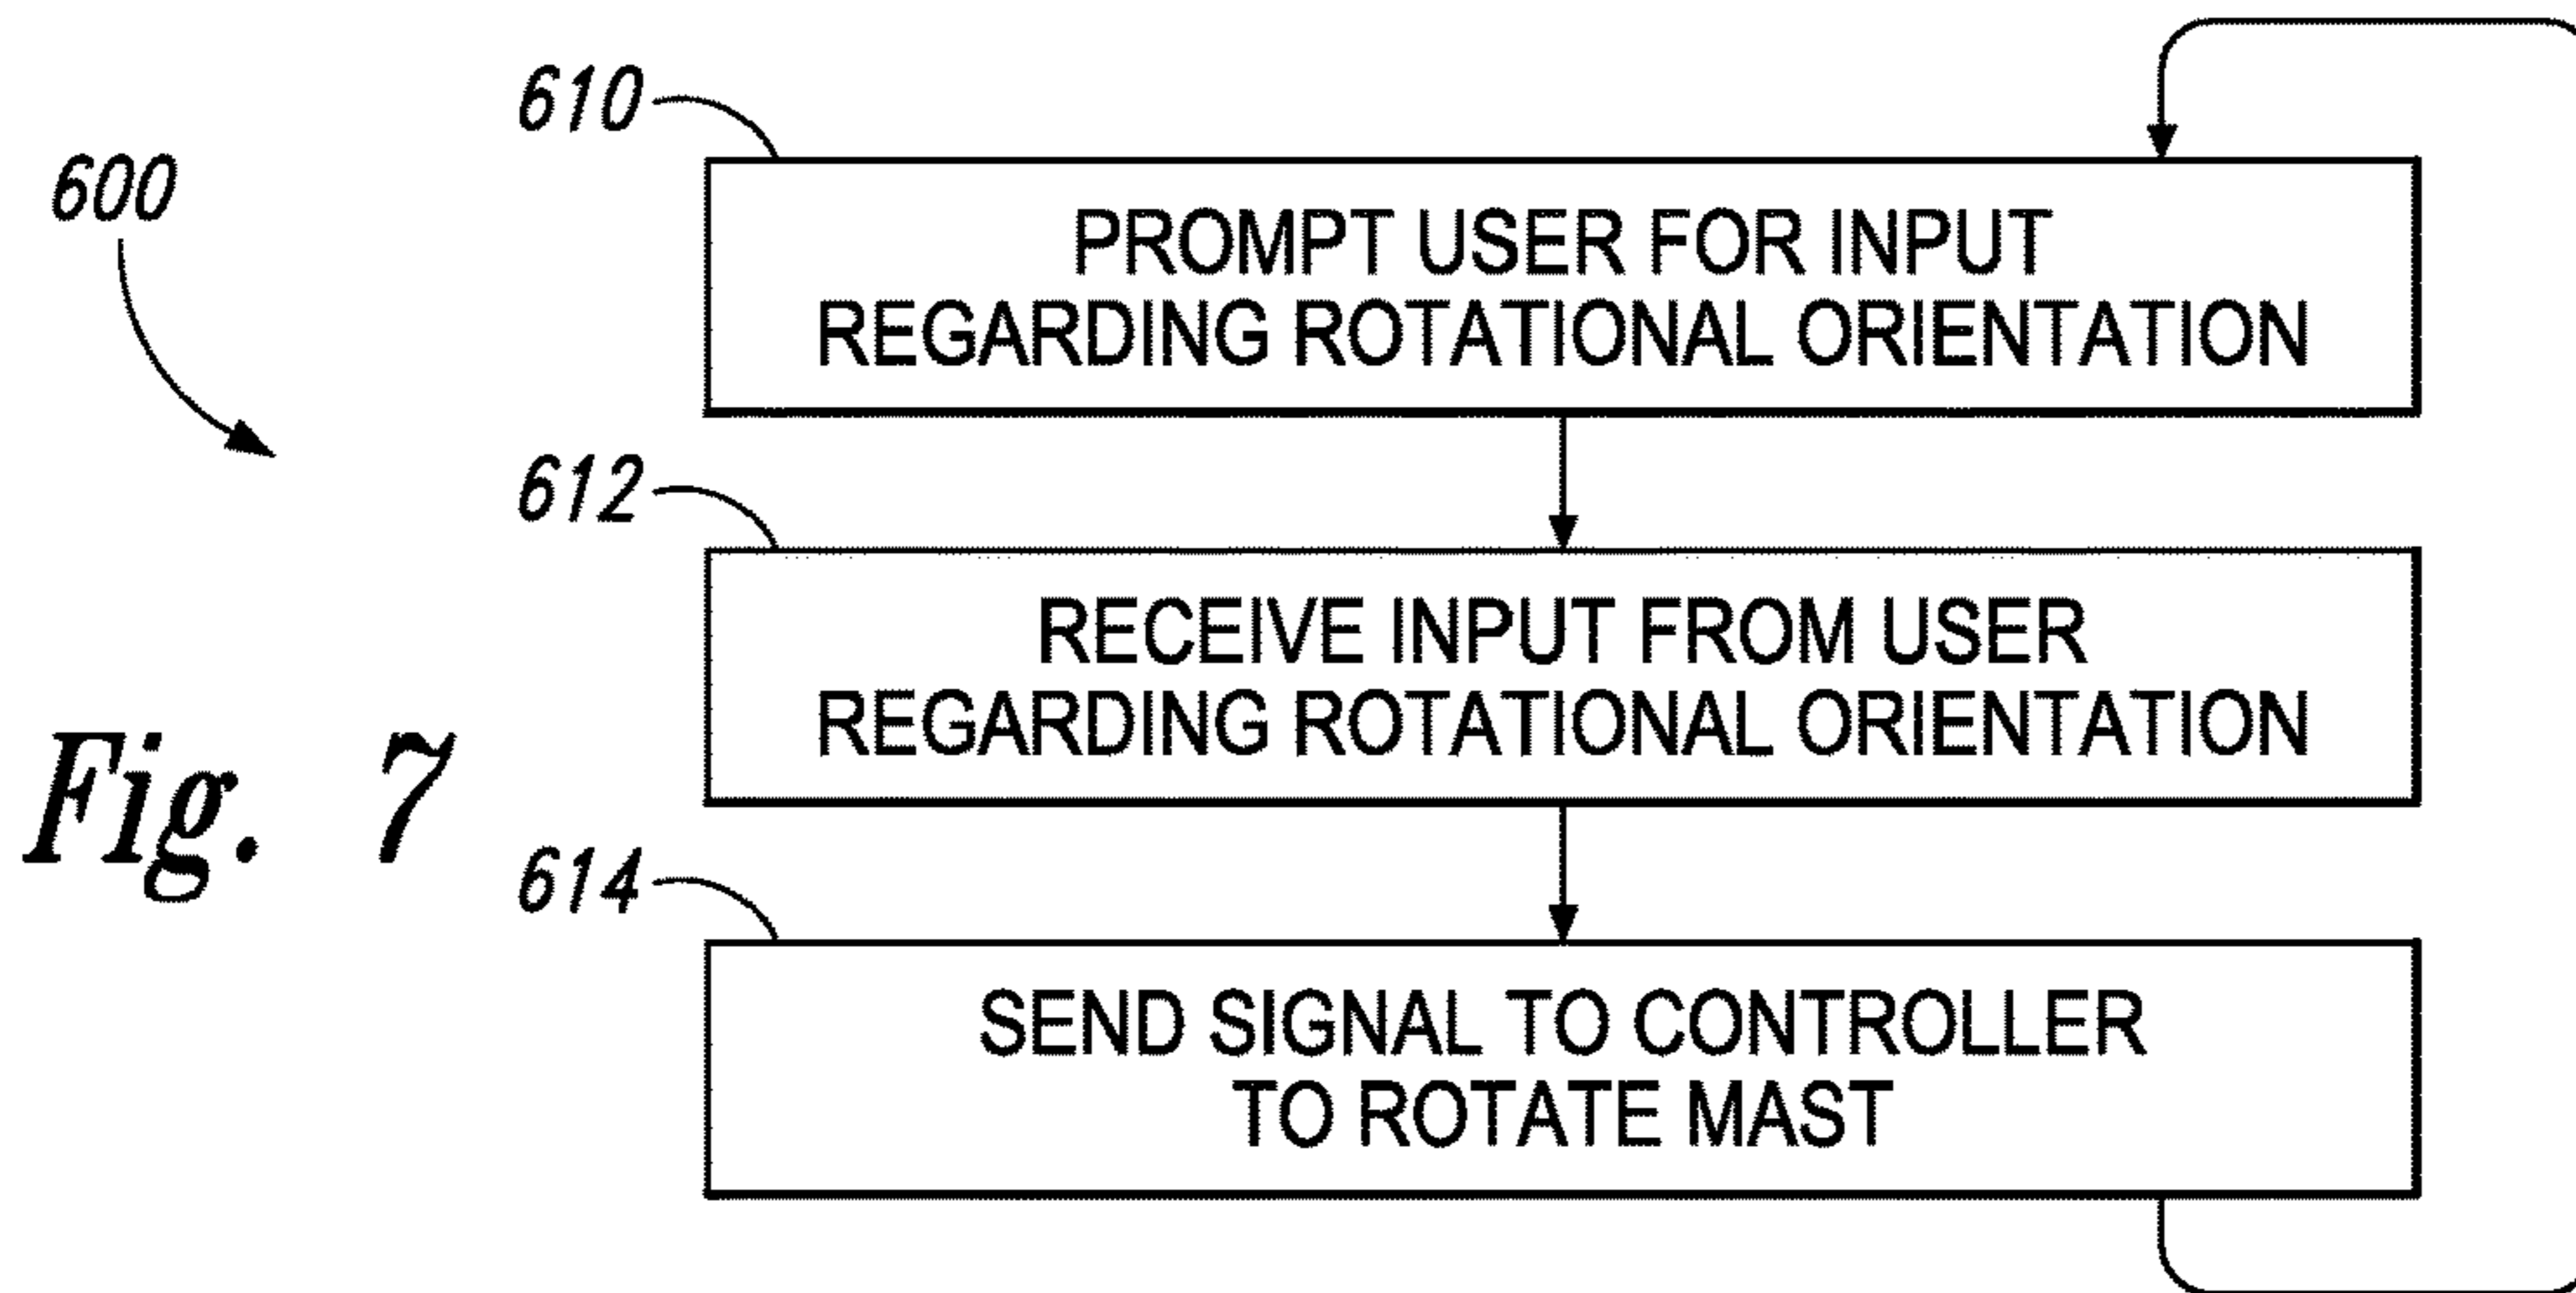 610
600
PROMPT USER FOR INPUT
REGARDING ROTATIONAL ORIENTATION
612
RECEIVE INPUT FROM USER
REGARDING ROTATIONAL ORIENTATION
Fig. 7
614
SEND SIGNAL TO CONTROLLER
TO ROTATE MAST